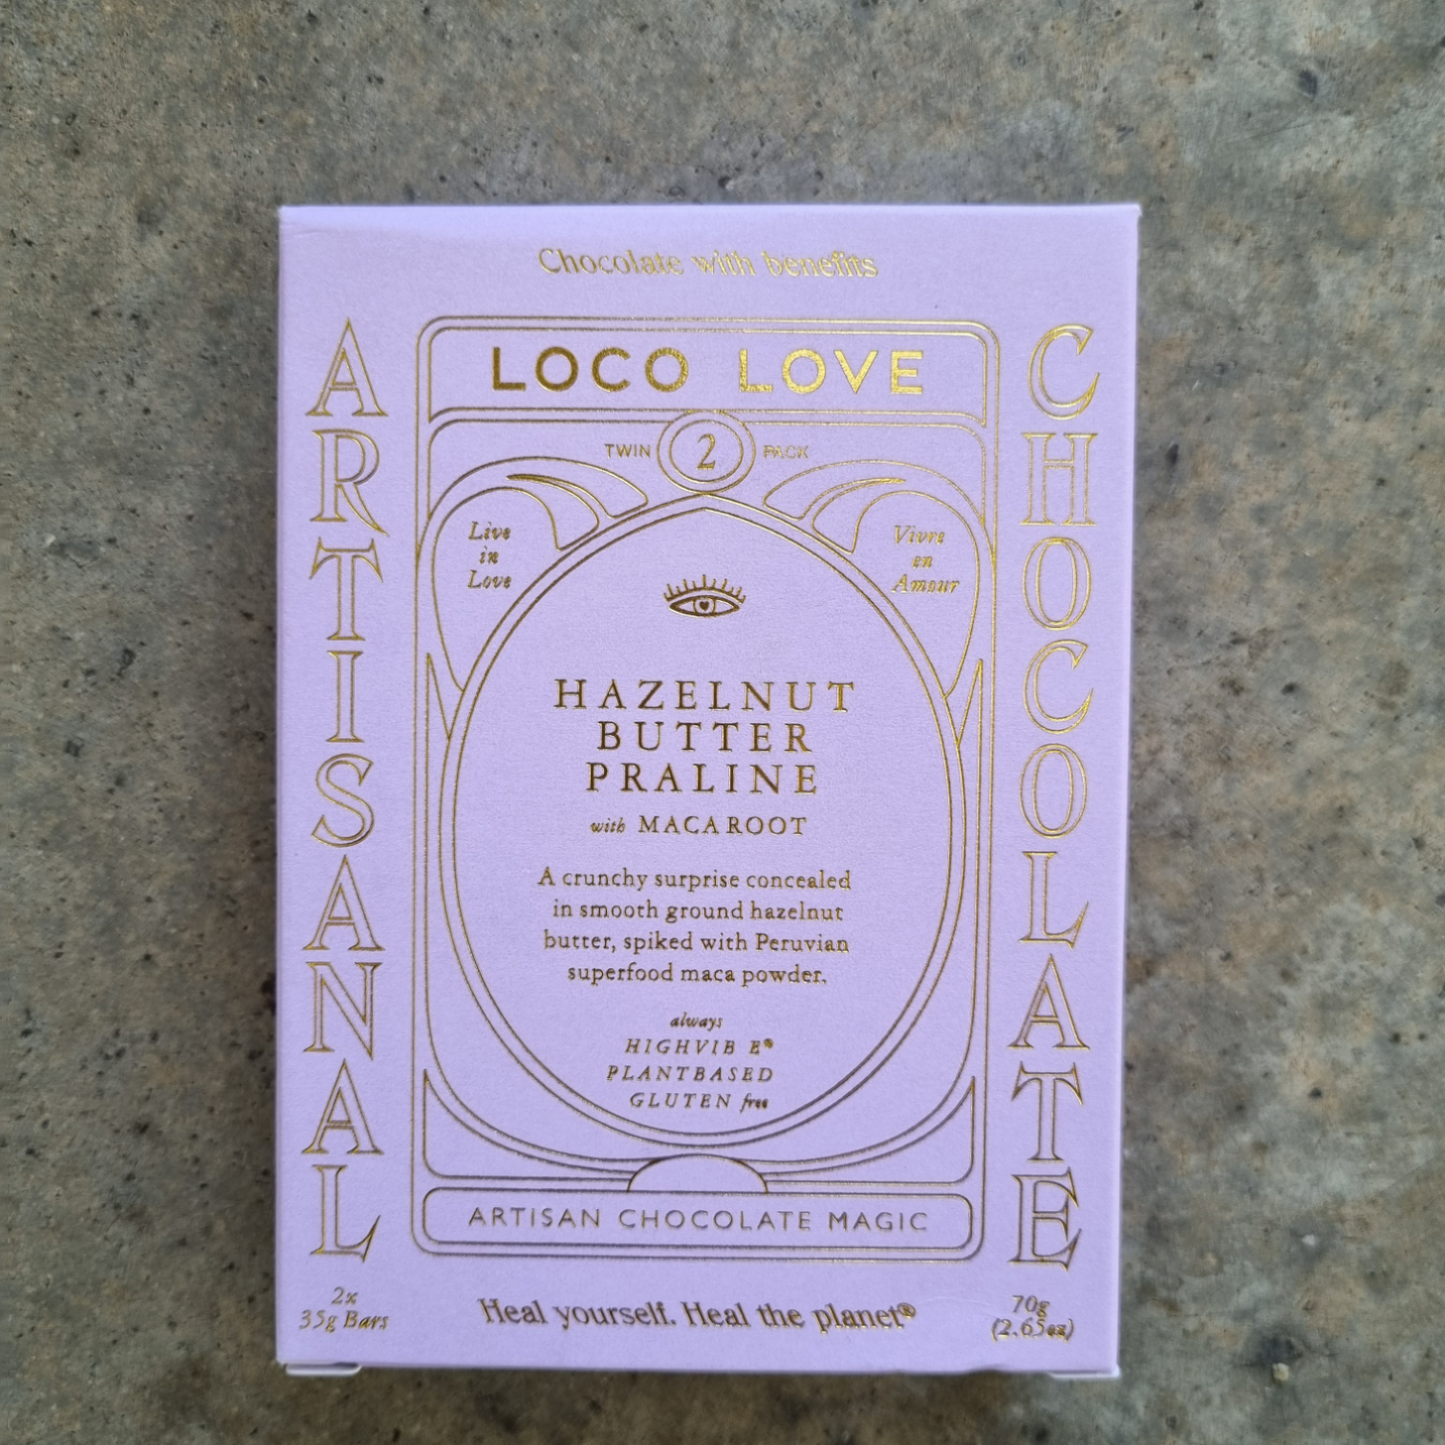 Chocolate with benefits
ARTISANAL
CHOCOLATE
LOCO LOVE
TWIN 2 PACK
Live
in
Love
Vivre
en
Amour
HAZELNUT
BUTTER
PRALINE
with MACA ROOT
A crunchy surprise concealed
in smooth ground hazelnut
butter, spiked with Peruvian
superfood maca powder.
always
HIGHVIBE®
PLANTBASED
GLUTEN free
ARTISAN CHOCOLATE MAGIC
2x
35g Bars
Heal yourself. Heal the planet®
70g
(2.65oz)